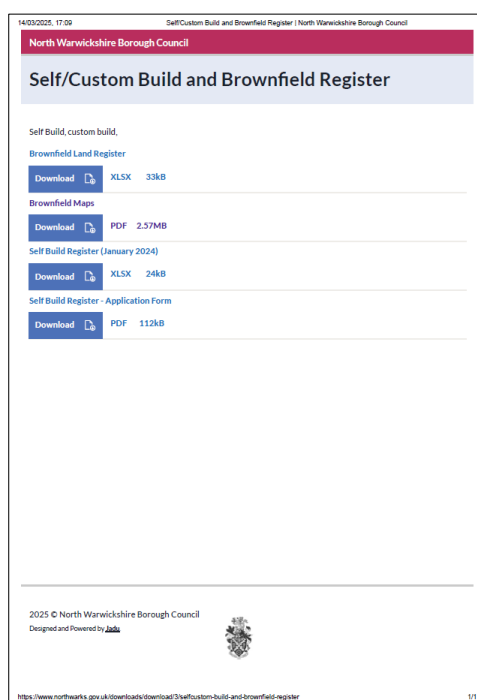 14/03/2025, 17:09 Self/Custom Build and Brownfield Register | North Warwickshire Borough Council
North Warwickshire Borough Council
Self/Custom Build and Brownfield Register
Self Build, custom build,
Brownfield Land Register
Download XLSX 33kB
Brownfield Maps
Download PDF 2.57MB
Self Build Register (January 2024)
Download XLSX 24kB
Self Build Register - Application Form
Download PDF 112kB
2025 © North Warwickshire Borough Council
Designed and Powered by Jadu
https://www.northwarks.gov.uk/downloads/download/3/selfcustom-build-and-brownfield-register 1/1